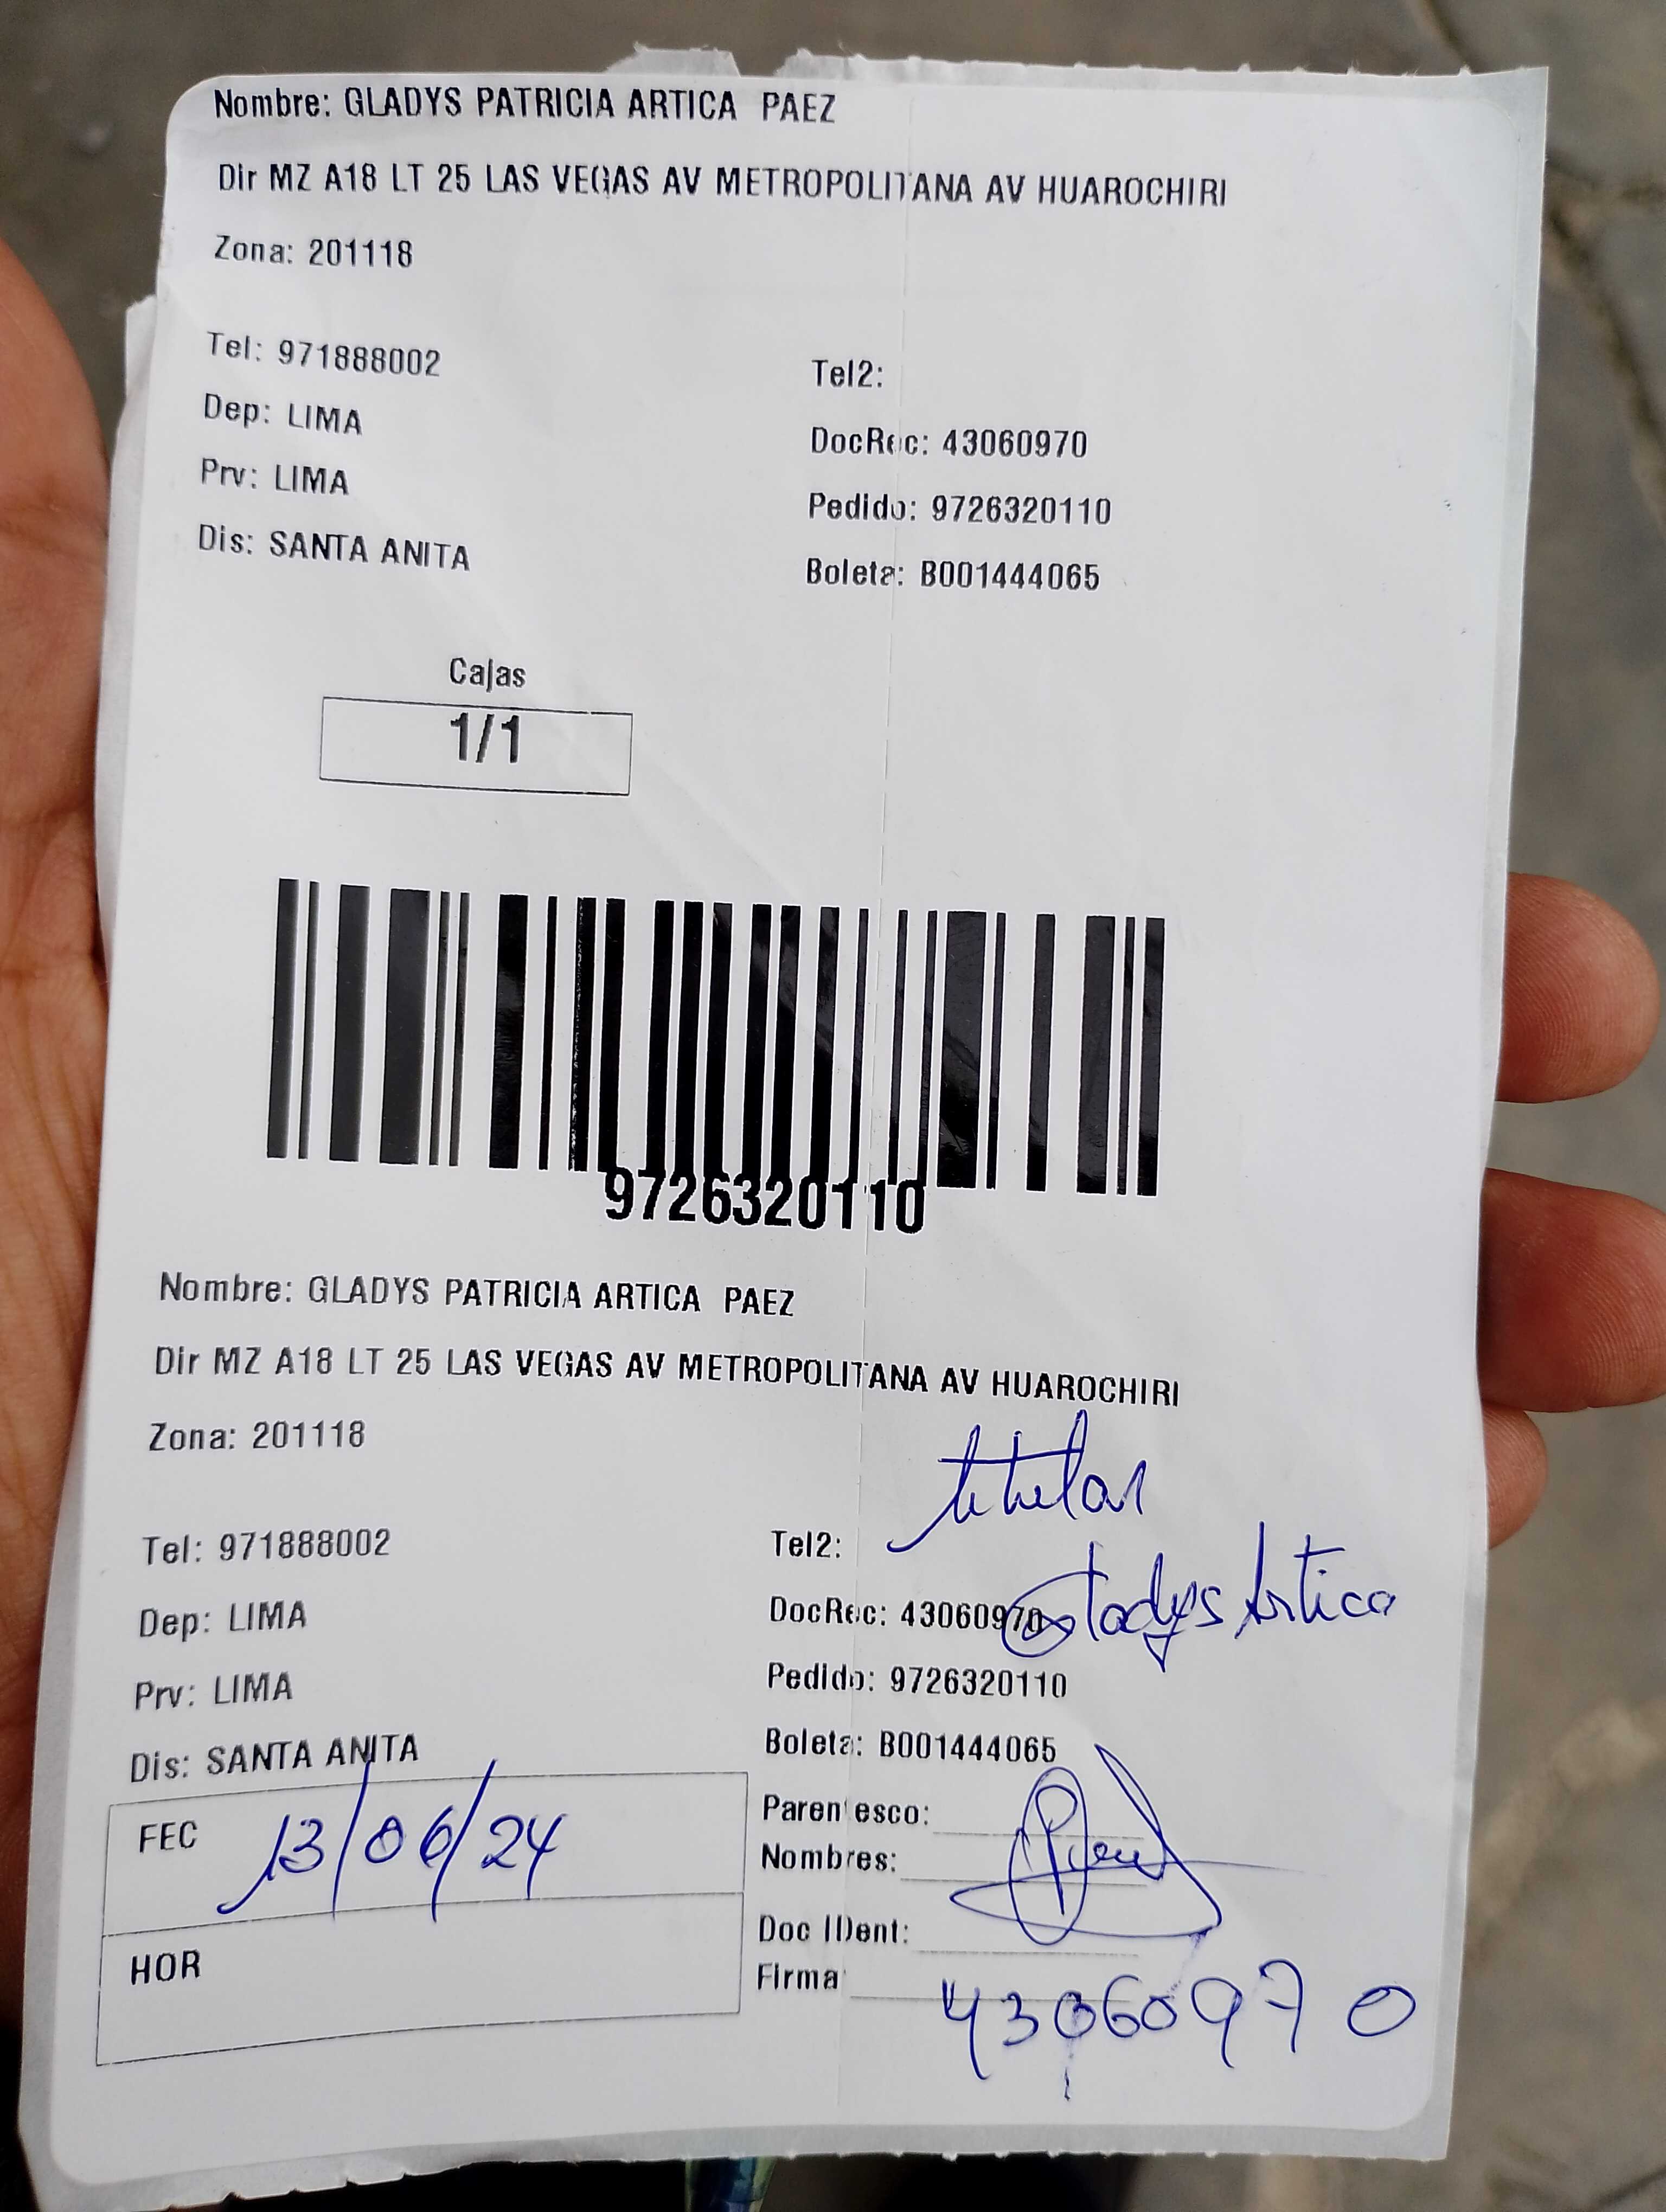 Nombre: GLADYS PATRICIA ARTICA PAEZ
Dir MZ A18 LT 25 LAS VEGAS AV METROPOLITANA AV HUAROCHIRI
Zona: 201118
Tel: 971888002
Tel2:
Dep: LIMA
DocRec: 43060970
Prv: LIMA
Pedido: 9726320110
Dis: SANTA ANITA
Boleta: B001444065
Cajas
1/1
9726320110
Nombre: GLADYS PATRICIA ARTICA PAEZ
Dir MZ A18 LT 25 LAS VEGAS AV METROPOLITANA AV HUAROCHIRI
Zona: 201118
titular
Tel: 971888002
Tel2:
Gladys Artica
Dep: LIMA
DocRec: 43060970
Prv: LIMA
Pedido: 9726320110
Dis: SANTA ANITA
Boleta: B001444065
FEC 13/06/24
Parentesco:
Nombres:
HOR
Doc IDent:
Firma
43060970